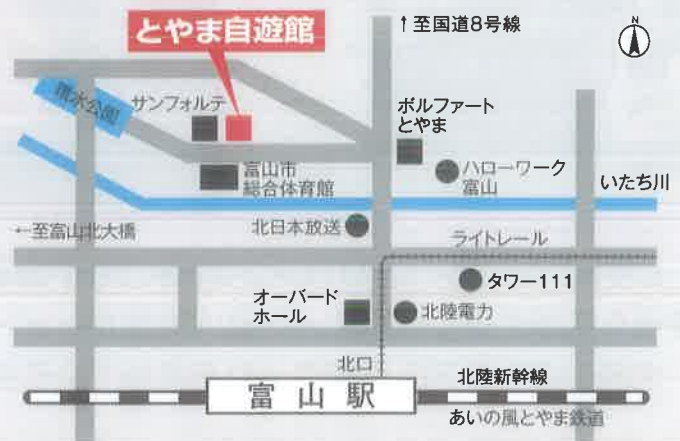 とやま自遊館
↑至国道8号線
N
環水公園
サンフォルテ
ボルファート
とやま
ハローワーク
富山
富山市
総合体育館
いたち川
←至富山北大橋
北日本放送
ライトレール
タワー111
オーバード
ホール
北陸電力
北口
富山駅
北陸新幹線
あいの風とやま鉄道